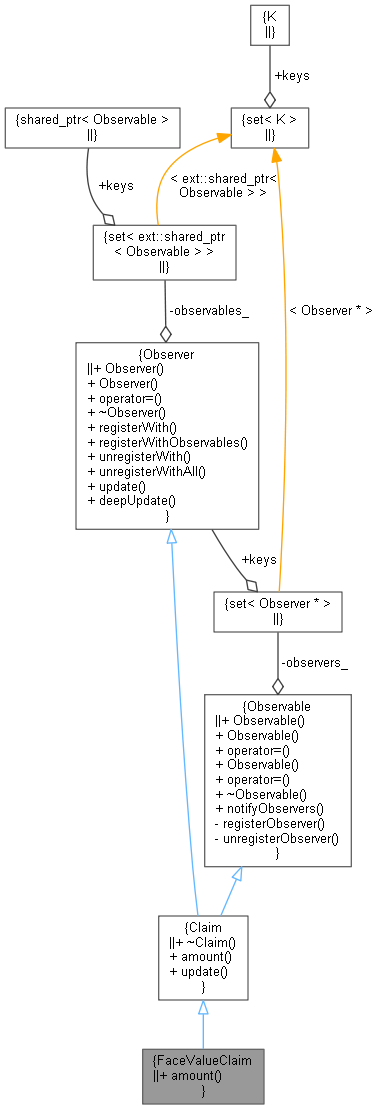 {K
||}
+keys
{shared_ptr< Observable >
||}
{set< K >
||}
+keys
< ext::shared_ptr<
Observable > >
{set< ext::shared_ptr
< Observable > >
||}
-observables_
< Observer * >
{Observer
||+ Observer()
+ Observer()
+ operator=()
+ ~Observer()
+ registerWith()
+ registerWithObservables()
+ unregisterWith()
+ unregisterWithAll()
+ update()
+ deepUpdate()
}
+keys
{set< Observer * >
||}
-observers_
{Observable
||+ Observable()
+ Observable()
+ operator=()
+ Observable()
+ operator=()
+ ~Observable()
+ notifyObservers()
- registerObserver()
- unregisterObserver()
}
{Claim
||+ ~Claim()
+ amount()
+ update()
}
{FaceValueClaim
||+ amount()
}